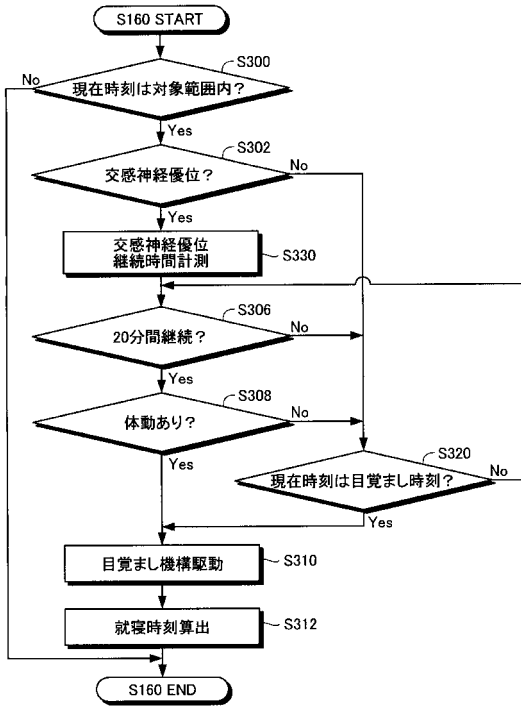 S160 START
S300
No
現在時刻は対象範囲内?
Yes
S302
交感神経優位?
No
Yes
交感神経優位
継続時間計測
S330
S306
20分間継続?
No
Yes
S308
体動あり?
No
Yes
S320
現在時刻は目覚まし時刻?
No
Yes
目覚まし機構駆動
S310
就寝時刻算出
S312
S160 END